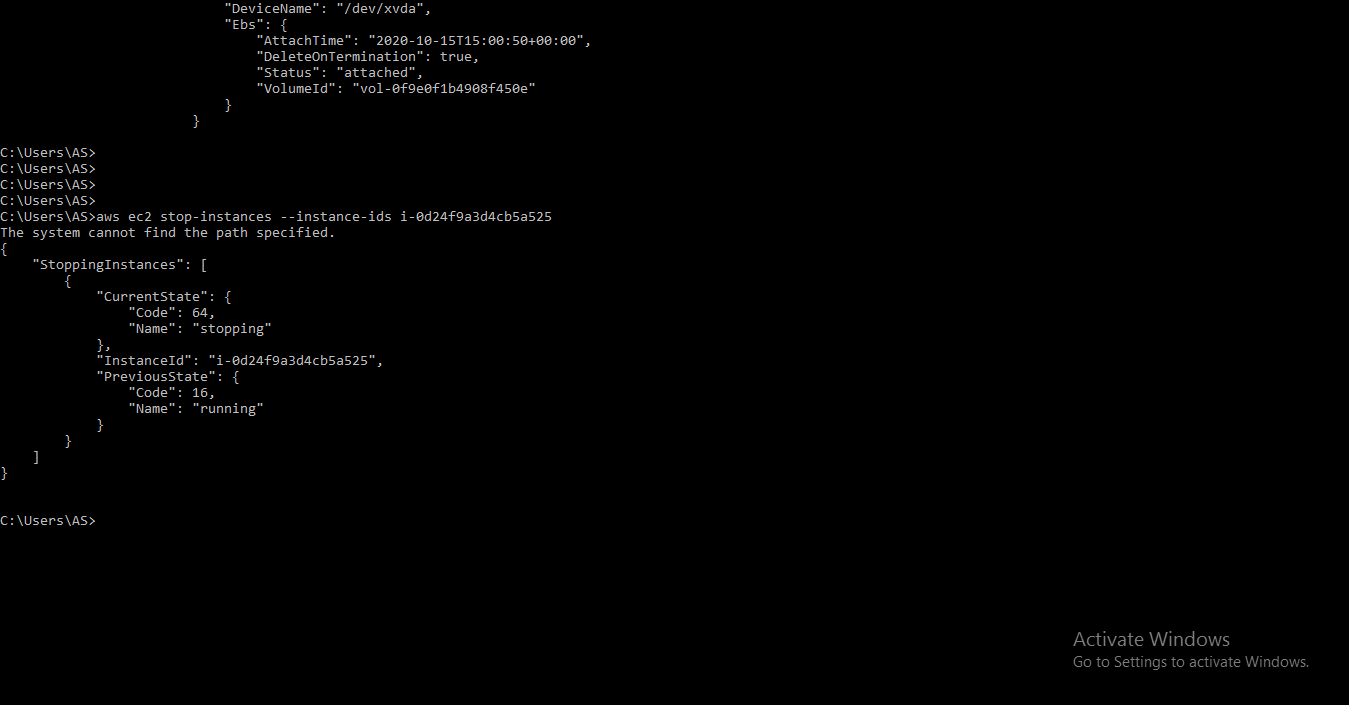 "DeviceName": "/dev/xvda",
"Ebs": {
"AttachTime": "2020-10-15T15:00:50+00:00",
"DeleteOnTermination": true,
"Status": "attached",
"VolumeId": "vol-0f9e0f1b4908f450e"
}
}
C:\Users\AS>
C:\Users\AS>
C:\Users\AS>
C:\Users\AS>
C:\Users\AS>aws ec2 stop-instances --instance-ids i-0d24f9a3d4cb5a525
The system cannot find the path specified.
{
"StoppingInstances": [
{
"CurrentState": {
"Code": 64,
"Name": "stopping"
},
"InstanceId": "i-0d24f9a3d4cb5a525",
"PreviousState": {
"Code": 16,
"Name": "running"
}
}
]
}
C:\Users\AS>
Activate Windows
Go to Settings to activate Windows.